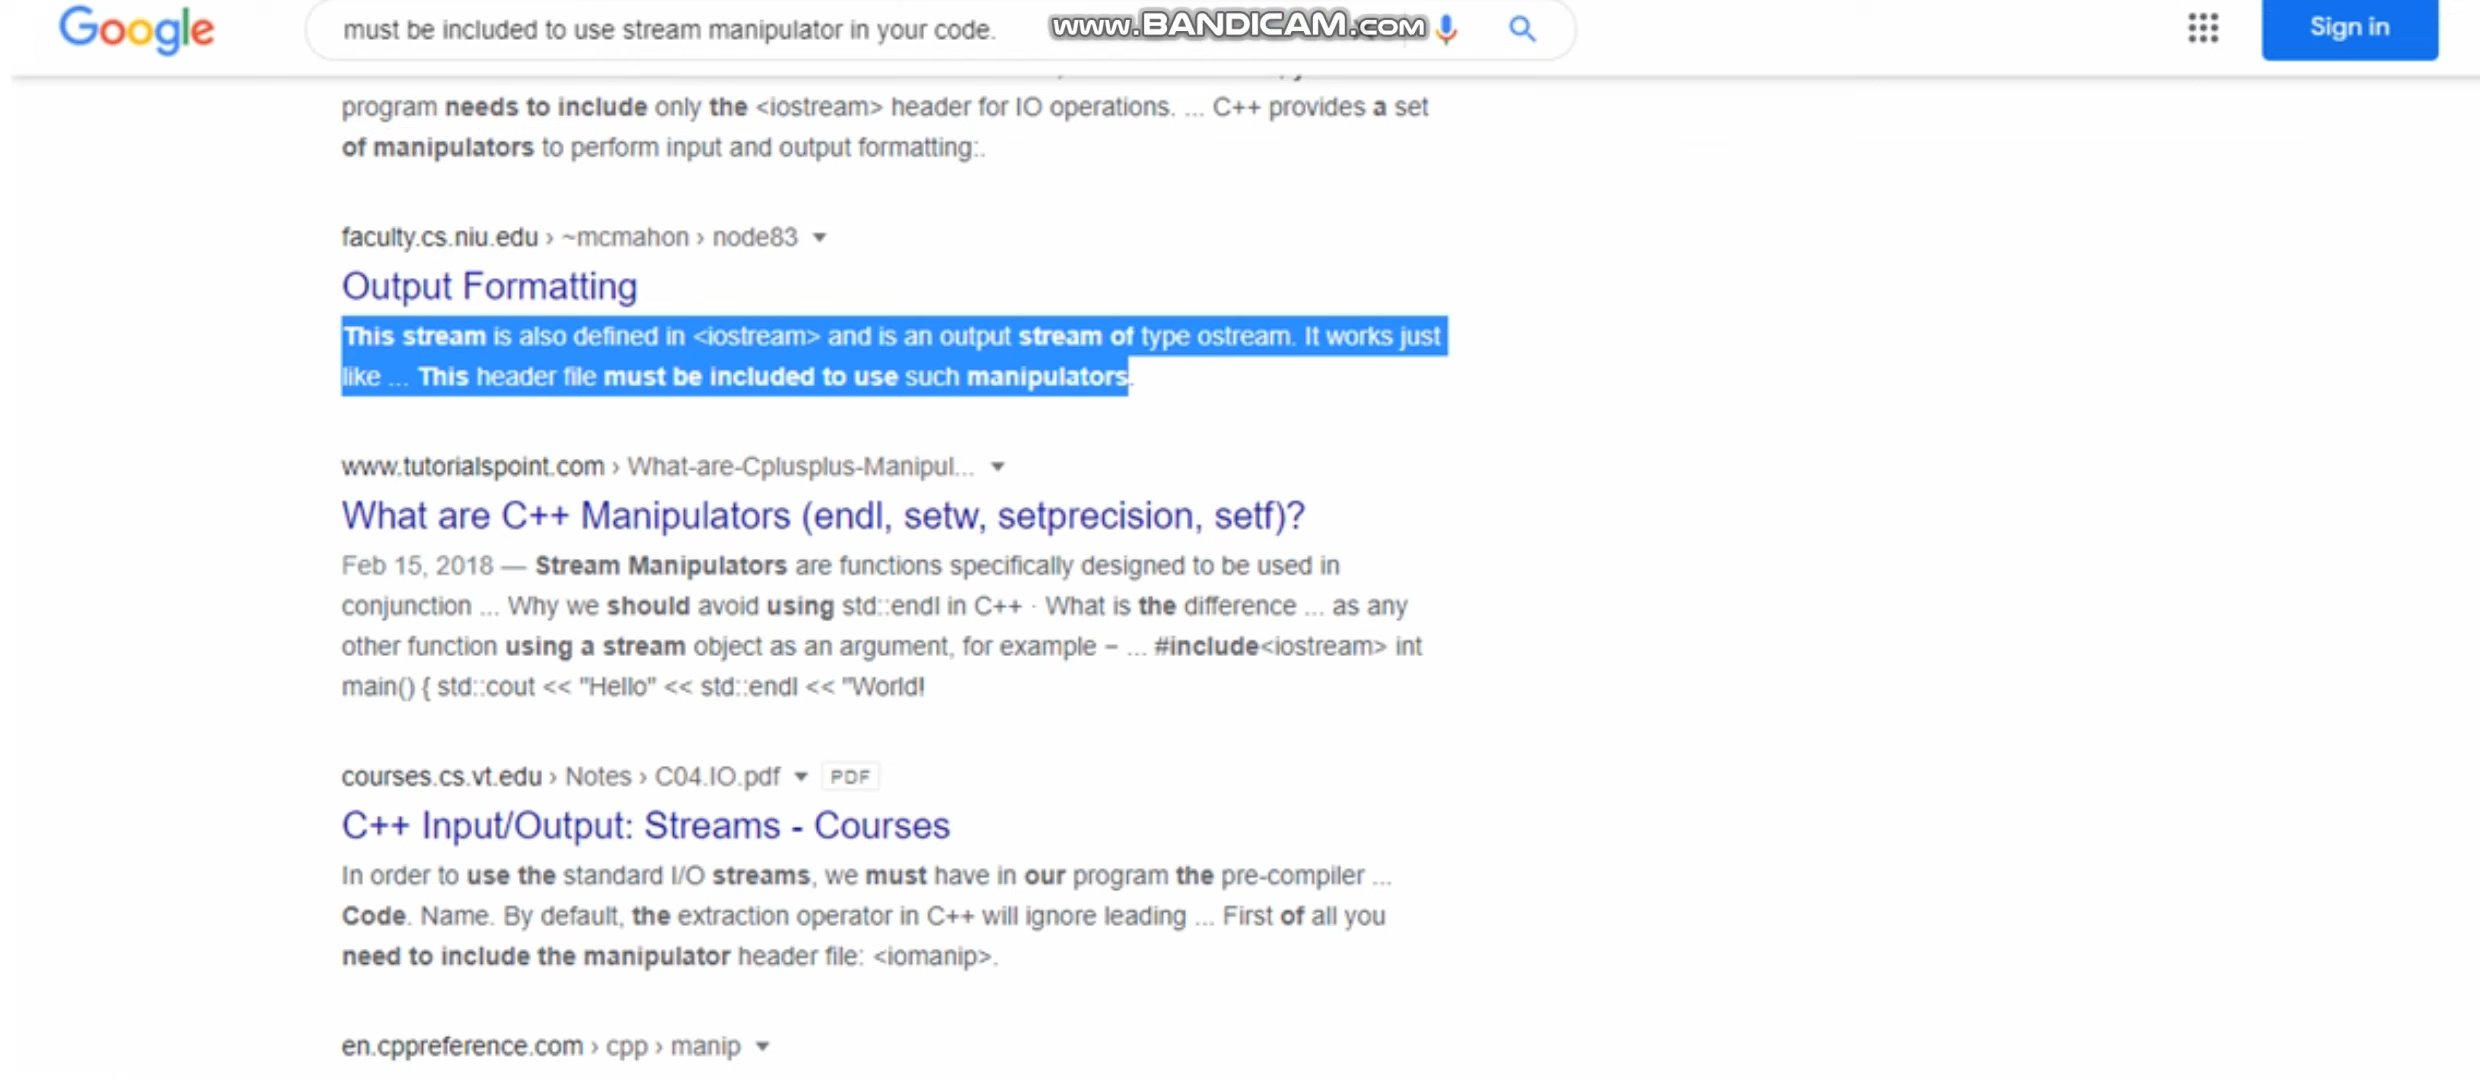 Google
must be included to use stream manipulator in your code.
www.BANDICAM.com
Sign in
program needs to include only the <iostream> header for IO operations. ... C++ provides a set
of manipulators to perform input and output formatting:.
faculty.cs.niu.edu › ~mcmahon › node83
Output Formatting
This stream is also defined in <iostream> and is an output stream of type ostream. It works just
like ... This header file must be included to use such manipulators.
www.tutorialspoint.com › What-are-Cplusplus-Manipul...
What are C++ Manipulators (endl, setw, setprecision, setf)?
Feb 15, 2018 — Stream Manipulators are functions specifically designed to be used in
conjunction ... Why we should avoid using std::endl in C++ · What is the difference ... as any
other function using a stream object as an argument, for example − ... #include<iostream> int
main() { std::cout << "Hello" << std::endl << "World!
courses.cs.vt.edu › Notes › C04.IO.pdf PDF
C++ Input/Output: Streams - Courses
In order to use the standard I/O streams, we must have in our program the pre-compiler ...
Code. Name. By default, the extraction operator in C++ will ignore leading ... First of all you
need to include the manipulator header file: <iomanip>.
en.cppreference.com › cpp › manip